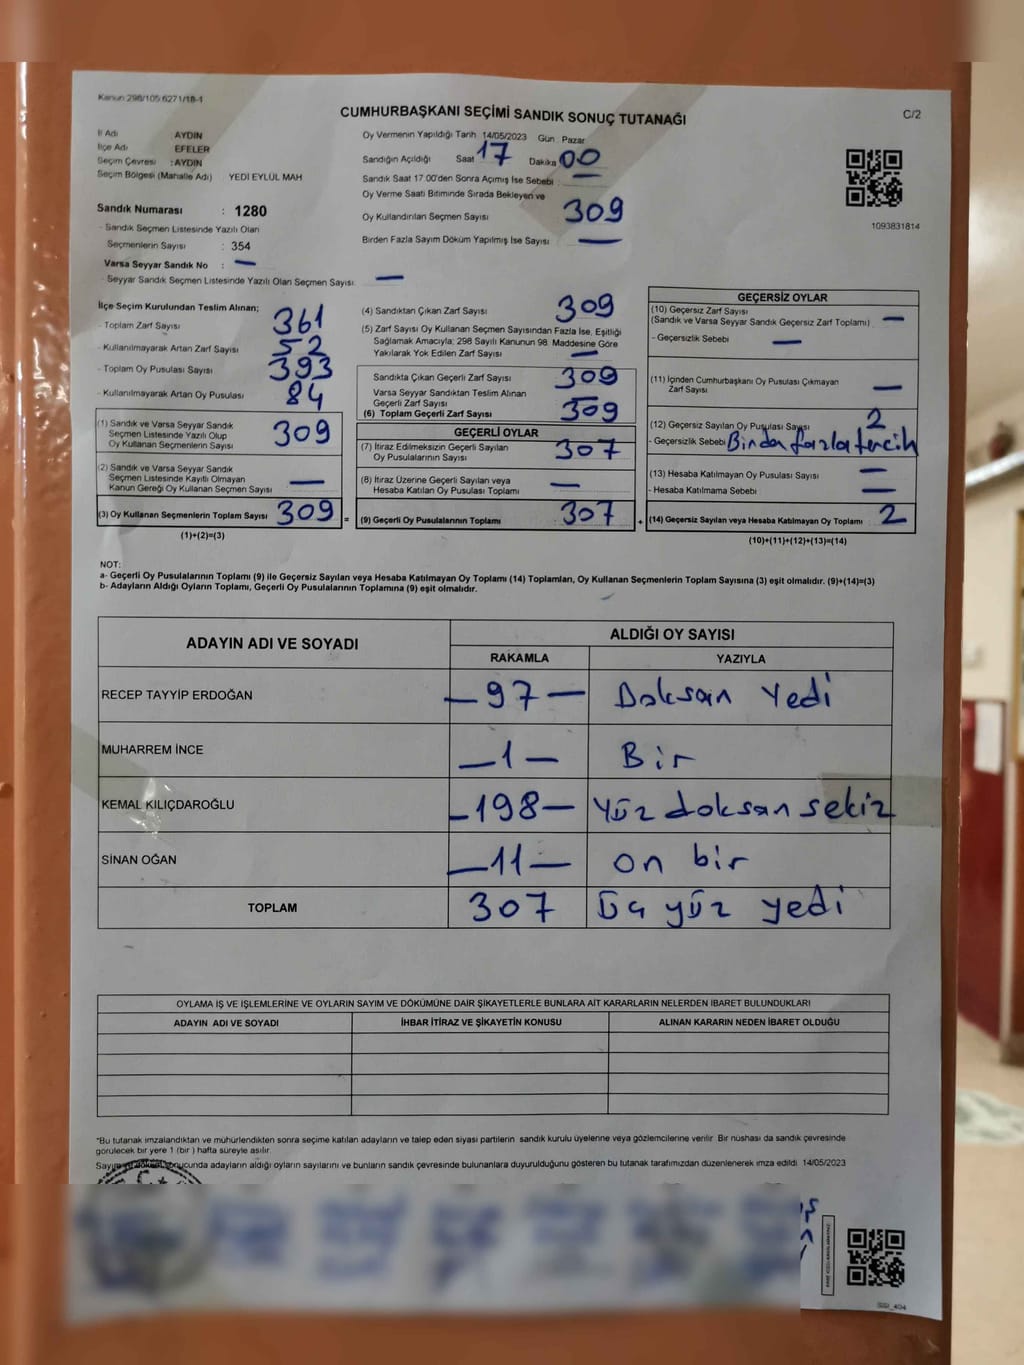 Kanun 298/105,6271/18-1
CUMHURBAŞKANI SEÇİMİ SANDIK SONUÇ TUTANAĞI
C/2
İl Adı AYDIN
İlçe Adı EFELER
Seçim Çevresi : AYDIN
Seçim Bölgesi (Mahalle Adı) YEDİ EYLÜL MAH
Sandık Numarası : 1280
- Sandık Seçmen Listesinde Yazılı Olan
Seçmenlerin Sayısı : 354
Varsa Seyyar Sandık No : —
- Seyyar Sandık Seçmen Listesinde Yazılı Olan Seçmen Sayısı: —
Oy Vermenin Yapıldığı Tarih 14/05/2023 Gün Pazar
Sandığın Açıldığı Saat 17 Dakika 00
Sandık Saat 17.00'den Sonra Açımış İse Sebebi —
Oy Verme Saati Bitiminde Sırada Bekleyen ve
Oy Kullandırılan Seçmen Sayısı 309
Birden Fazla Sayım Döküm Yapılmış İse Sayısı —
1093831814
İlçe Seçim Kurulundan Teslim Alınan;
- Toplam Zarf Sayısı 361
- Kullanılmayarak Artan Zarf Sayısı 52
- Toplam Oy Pusulası Sayısı 393
- Kullanılmayarak Artan Oy Pusulası 84
(1) Sandık ve Varsa Seyyar Sandık
Seçmen Listesinde Yazılı Olup
Oy Kullanan Seçmenlerin Sayısı 309
(2) Sandık ve Varsa Seyyar Sandık
Seçmen Listesinde Kayıtlı Olmayan
Kanun Gereği Oy Kullanan Seçmen Sayısı —
(3) Oy Kullanan Seçmenlerin Toplam Sayısı 309 =
(1)+(2)=(3)
(4) Sandıktan Çıkan Zarf Sayısı 309
(5) Zarf Sayısı Oy Kullanan Seçmen Sayısından Fazla İse, Eşitliği
Sağlamak Amacıyla; 298 Sayılı Kanunun 98. Maddesine Göre
Yakılarak Yok Edilen Zarf Sayısı —
Sandıkta Çıkan Geçerli Zarf Sayısı 309
Varsa Seyyar Sandıktan Teslim Alınan
Geçerli Zarf Sayısı —
(6) Toplam Geçerli Zarf Sayısı 309
GEÇERLİ OYLAR
(7) İtiraz Edilmeksizin Geçerli Sayılan
Oy Pusulalarının Sayısı 307
(8) İtiraz Üzerine Geçerli Sayılan veya
Hesaba Katılan Oy Pusulası Toplamı —
(9) Geçerli Oy Pusulalarının Toplamı 307 +
GEÇERSİZ OYLAR
(10) Geçersiz Zarf Sayısı
(Sandık ve Varsa Seyyar Sandık Geçersiz Zarf Toplamı) —
- Geçersizlik Sebebi —
(11) İçinden Cumhurbaşkanı Oy Pusulası Çıkmayan
Zarf Sayısı —
(12) Geçersiz Sayılan Oy Pusulası Sayısı 2
- Geçersizlik Sebebi Birda fazla tercih
(13) Hesaba Katılmayan Oy Pusulası Sayısı —
- Hesaba Katılmama Sebebi —
(14) Geçersiz Sayılan veya Hesaba Katılmayan Oy Toplamı 2
(10)+(11)+(12)+(13)=(14)
NOT:
a- Geçerli Oy Pusulalarının Toplamı (9) ile Geçersiz Sayılan veya Hesaba Katılmayan Oy Toplamı (14) Toplamları, Oy Kullanan Seçmenlerin Toplam Sayısına (3) eşit olmalıdır. (9)+(14)=(3)
b- Adayların Aldığı Oyların Toplamı, Geçerli Oy Pusulalarının Toplamına (9) eşit olmalıdır.
ADAYIN ADI VE SOYADI ALDIĞI OY SAYISI
RAKAMLA YAZIYLA
RECEP TAYYİP ERDOĞAN —97— Doksan Yedi
MUHARREM İNCE —1— Bir
KEMAL KILIÇDAROĞLU —198— Yüz doksan sekiz
SİNAN OĞAN —11— on bir
TOPLAM 307 Üç yüz yedi
OYLAMA İŞ VE İŞLEMLERİNE VE OYLARIN SAYIM VE DÖKÜMÜNE DAİR ŞİKAYETLERLE BUNLARA AİT KARARLARIN NELERDEN İBARET BULUNDUKLARI
ADAYIN ADI VE SOYADI İHBAR İTİRAZ VE ŞİKAYETİN KONUSU ALINAN KARARIN NEDEN İBARET OLDUĞU
*Bu tutanak imzalandıktan ve mühürlendikten sonra seçime katılan adayların ve talep eden siyasi partilerin sandık kurulu üyelerine veya gözlemcilerine verilir. Bir nüshası da sandık çevresinde
görülecek bir yere 1 (bir) hafta süreyle asılır.
sonucunda adayların aldığı oyların sayılarını ve bunların sandık çevresinde bulunanlara duyurulduğunu gösteren bu tutanak tarafımızdan düzenlenerek imza edildi 14/05/2023